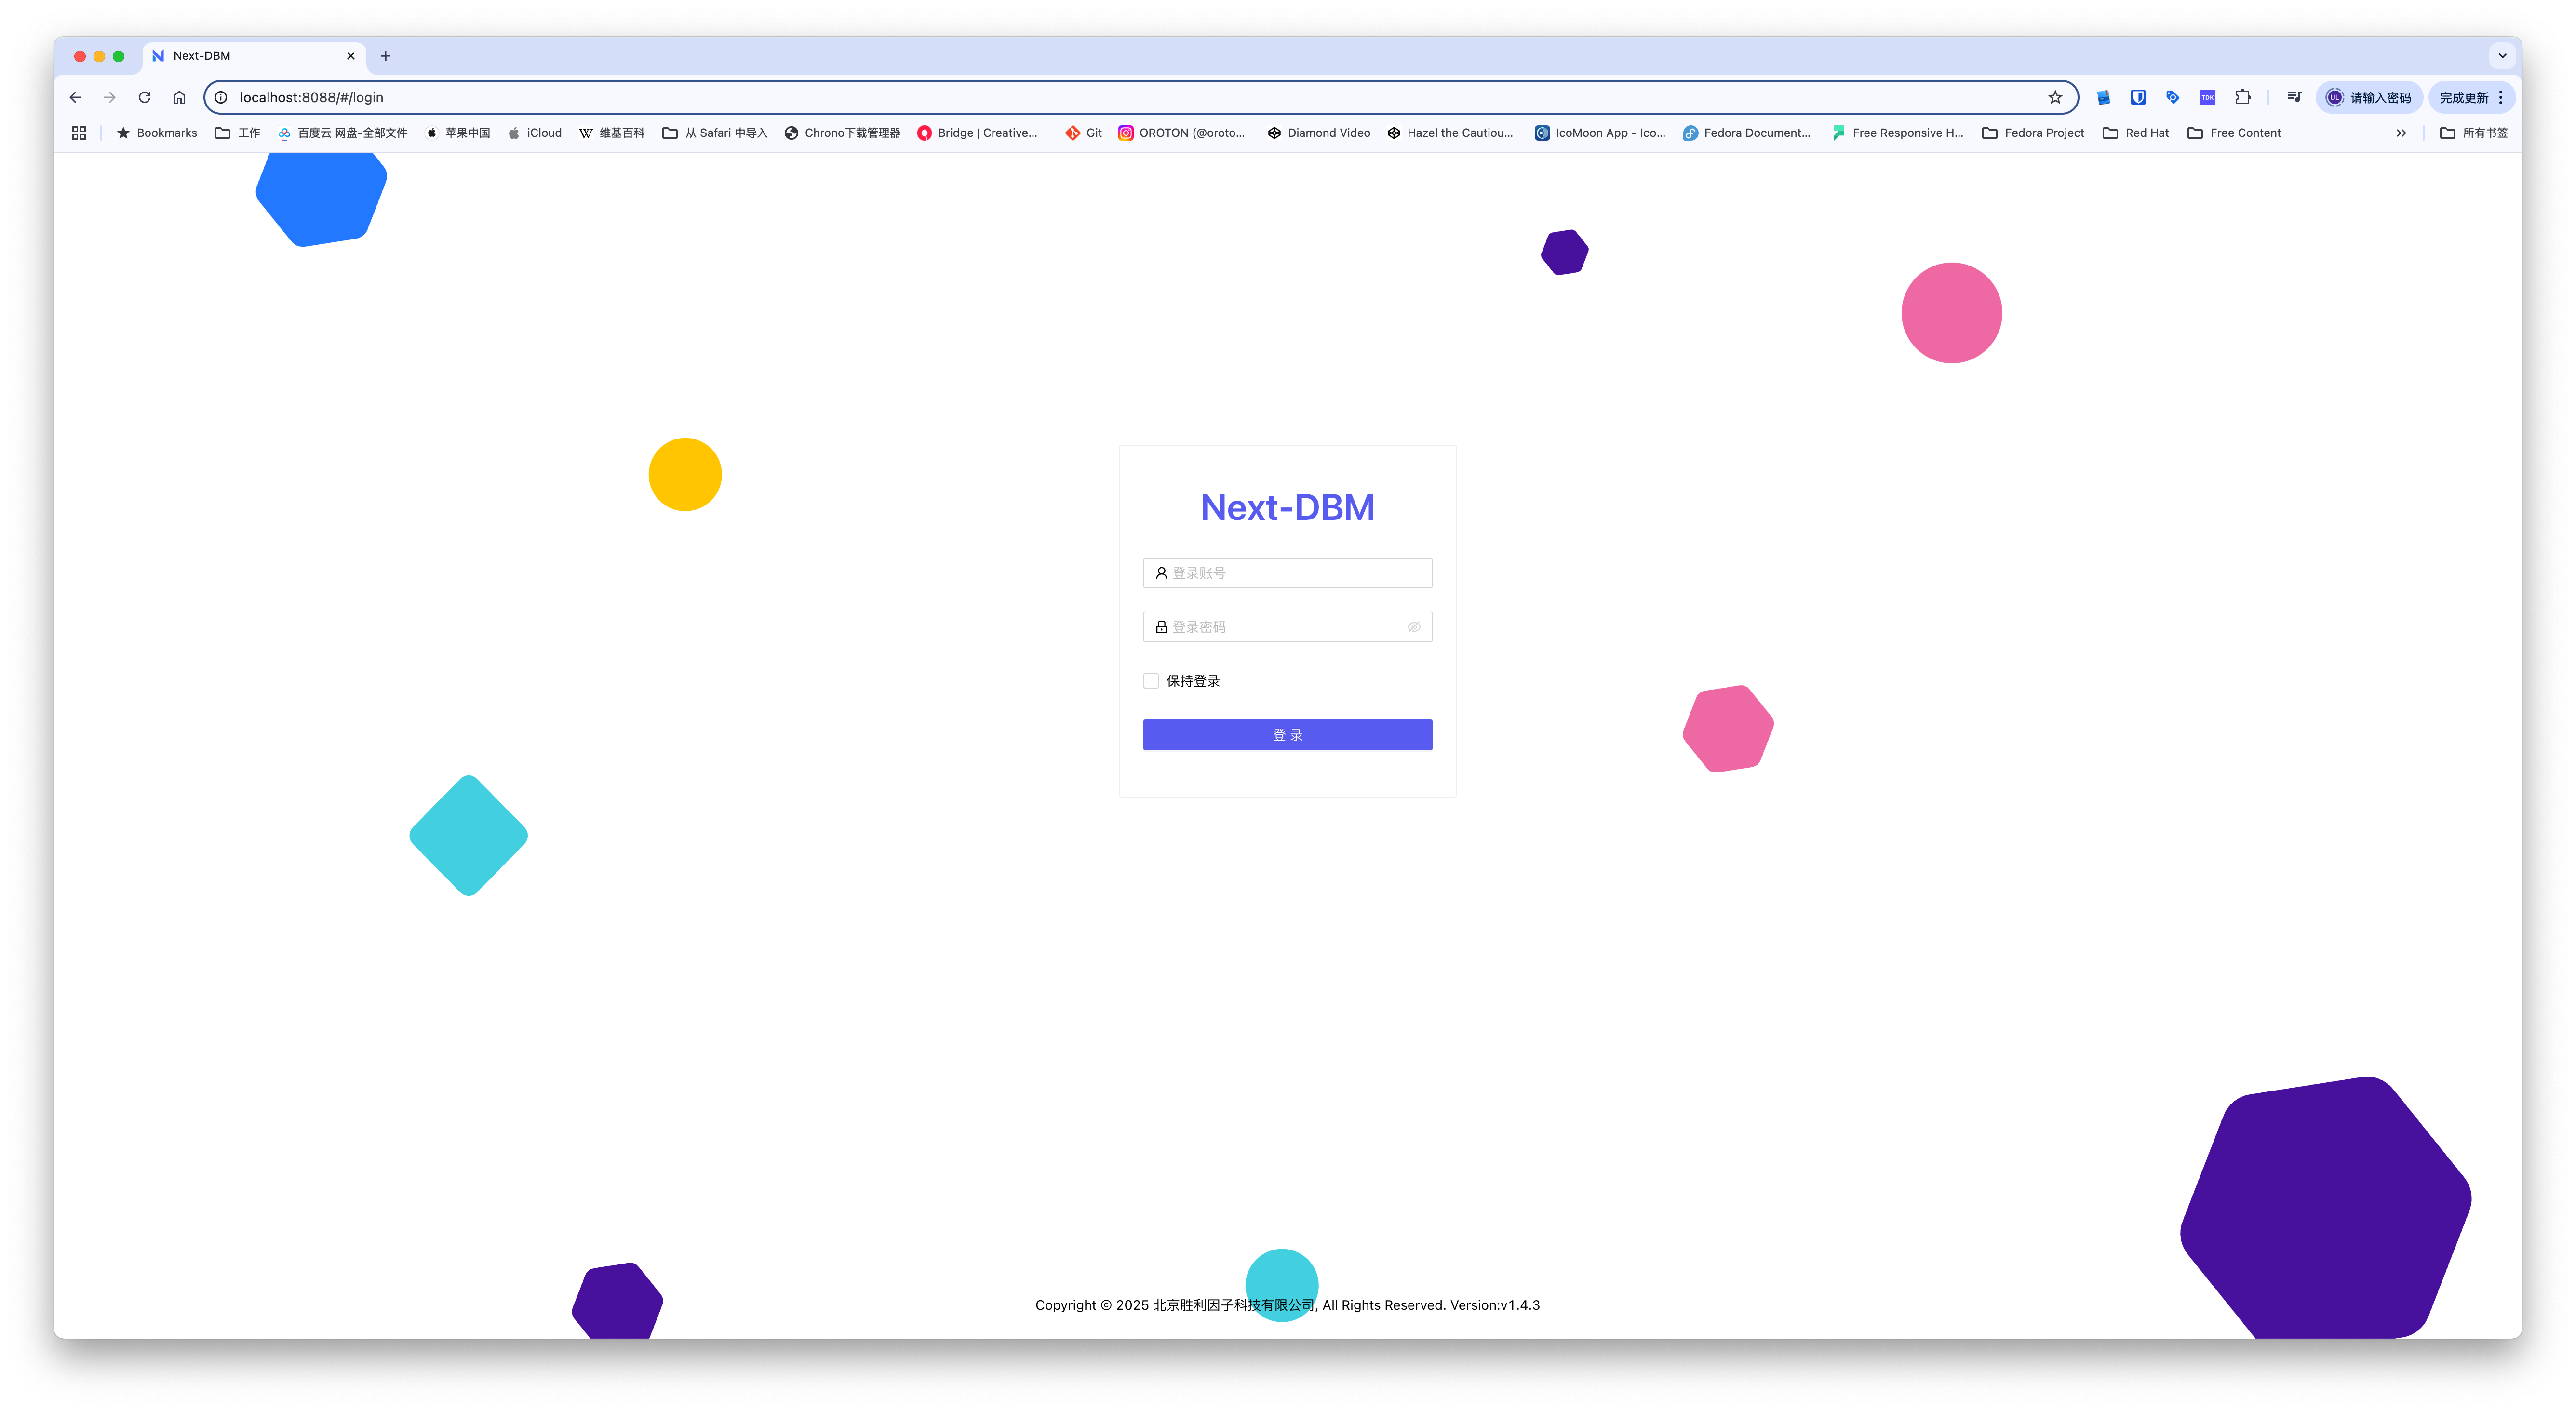 Next-DBM
localhost:8088/#/login
请输入密码
完成更新
Bookmarks 工作 百度云 网盘-全部文件 苹果中国 iCloud 维基百科 从 Safari 中导入 Chrono下载管理器 Bridge | Creative... Git OROTON (@oroto... Diamond Video Hazel the Cautiou... IcoMoon App - Ico... Fedora Document... Free Responsive H... Fedora Project Red Hat Free Content 所有书签
Next-DBM
登录账号
登录密码
保持登录
登 录
Copyright © 2025 北京胜利因子科技有限公司, All Rights Reserved. Version:v1.4.3